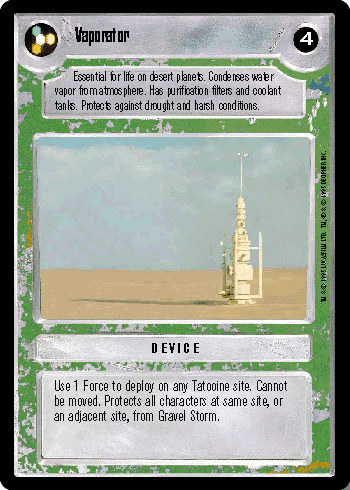 Vaporator
4
Essential for life on desert planets. Condenses water
vapor from atmosphere. Has purification filters and coolant
tanks. Protects against drought and harsh conditions.
DEVICE
Use 1 Force to deploy on any Tatooine site. Cannot
be moved. Protects all characters at same site, or
an adjacent site, from Gravel Storm.